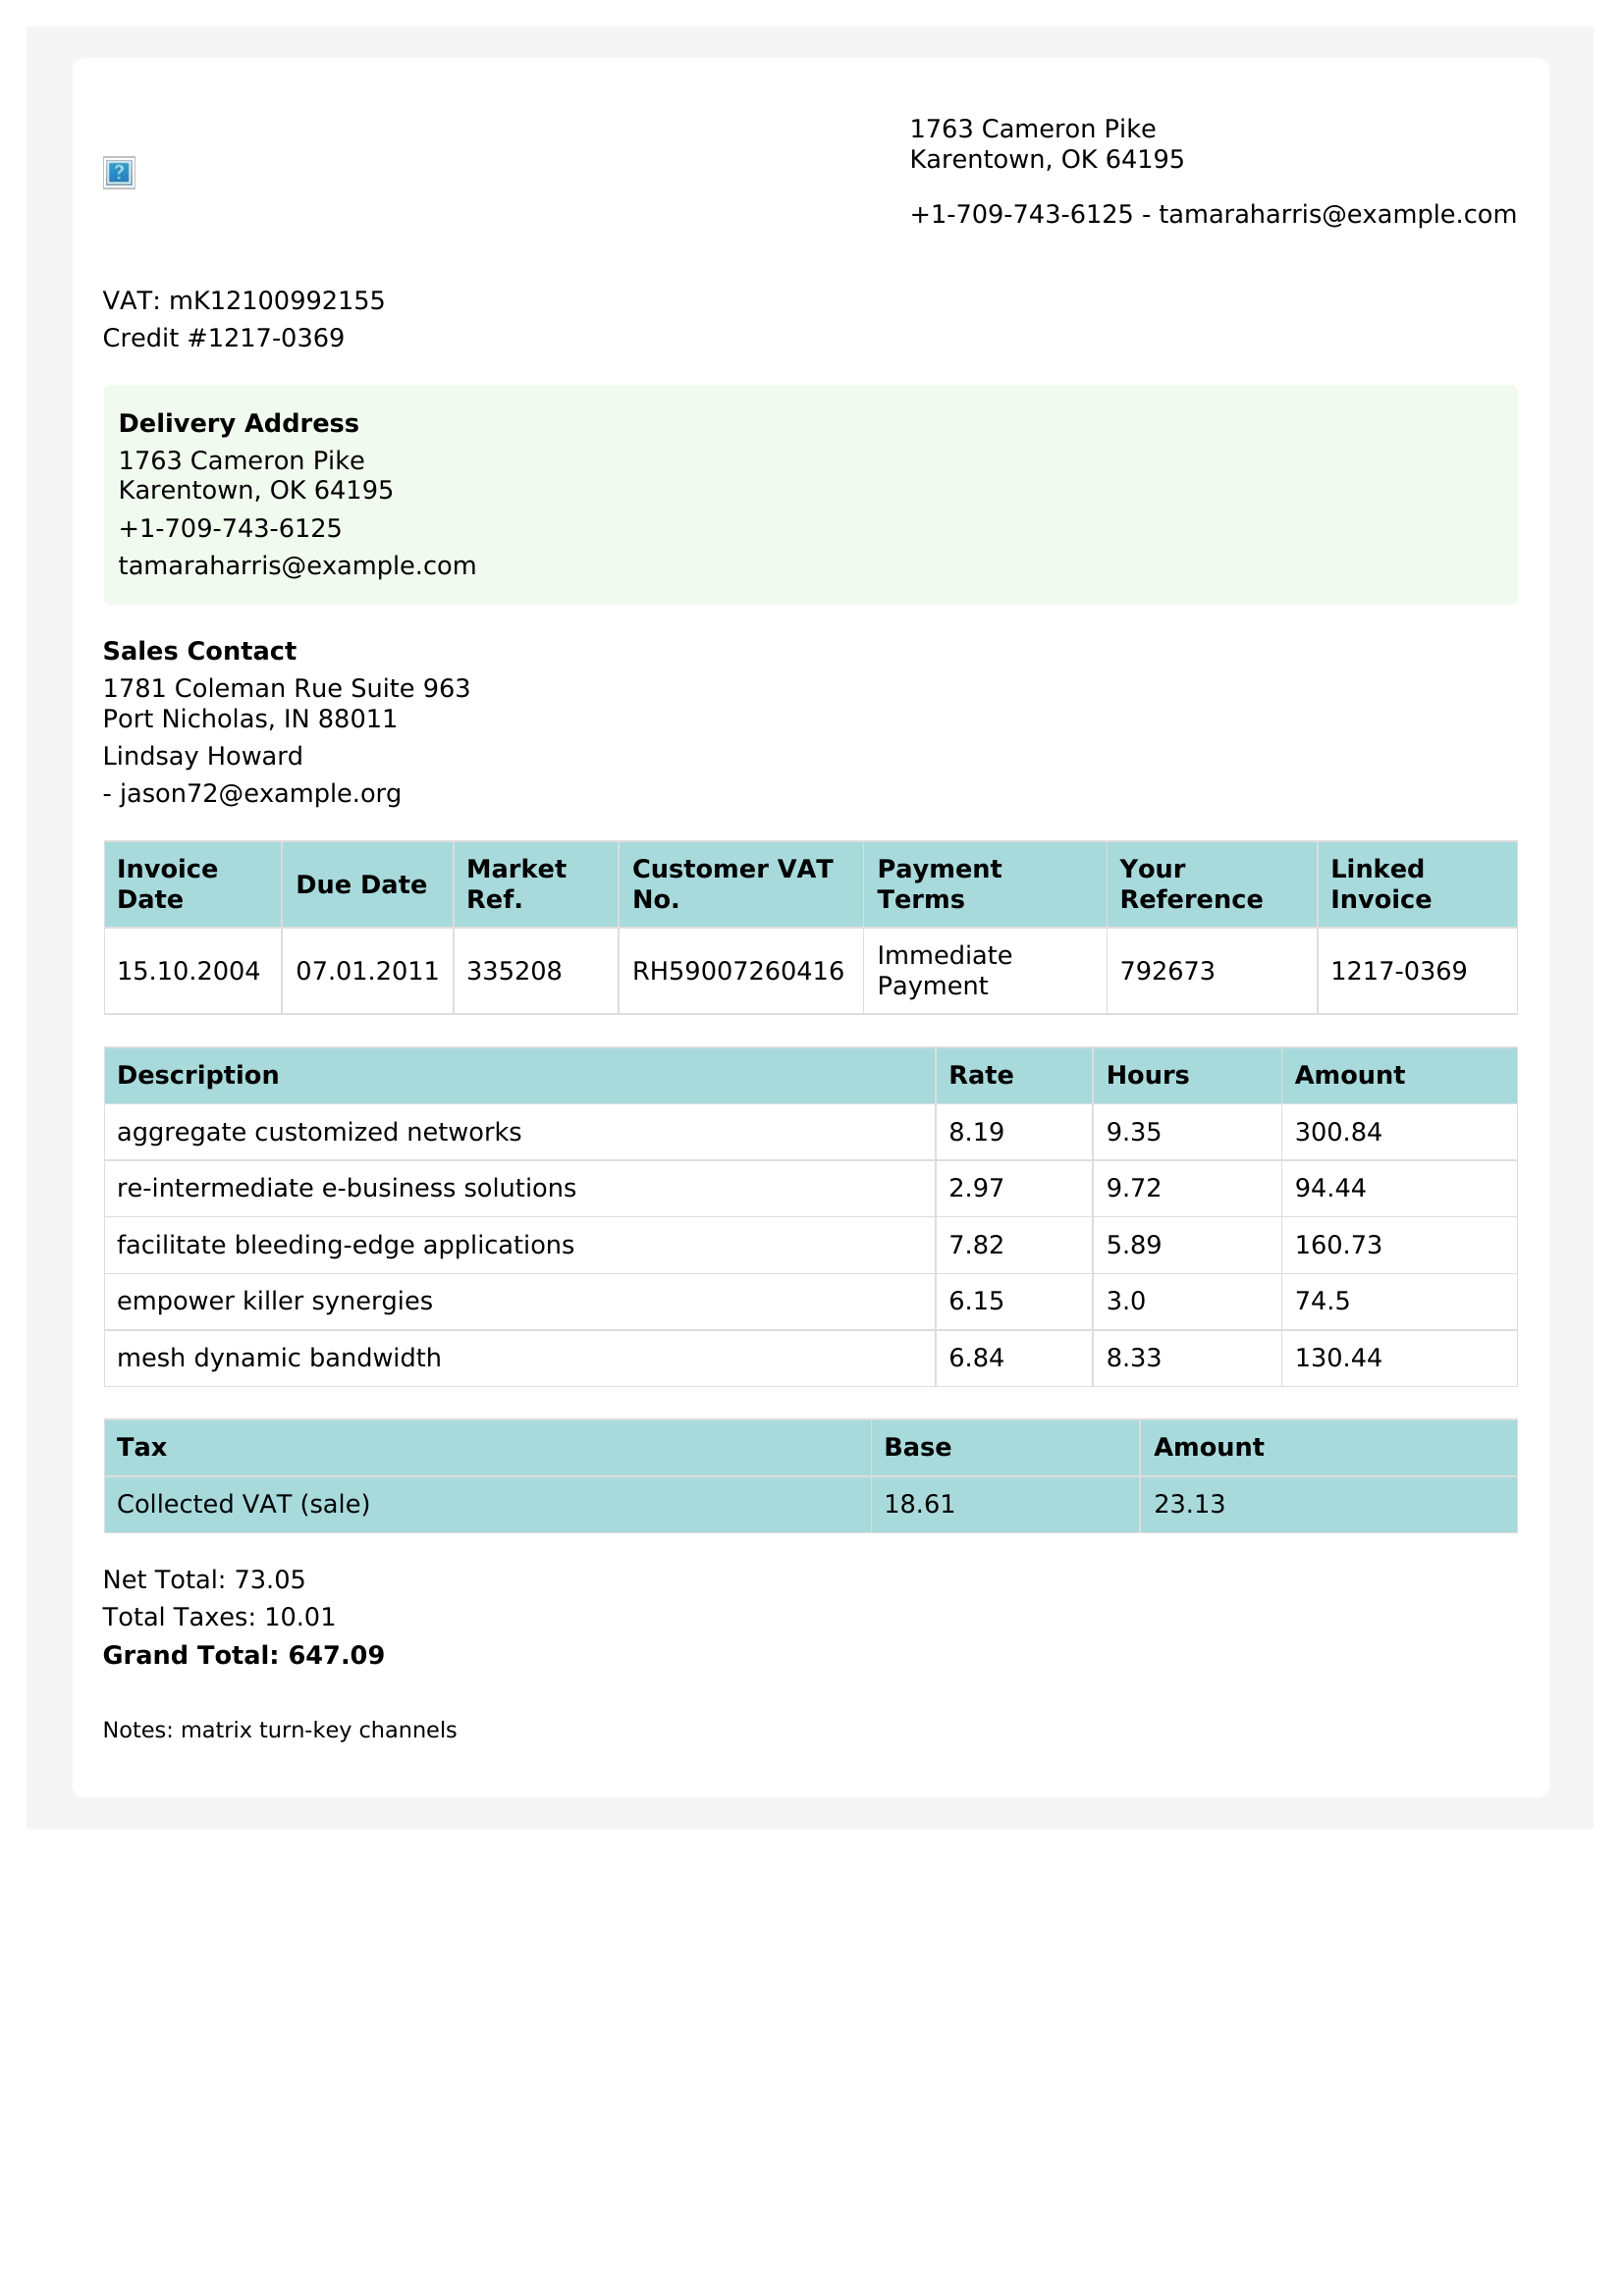 1763 Cameron Pike
Karentown, OK 64195
+1-709-743-6125 - tamaraharris@example.com
VAT: mK12100992155
Credit #1217-0369
Delivery Address
1763 Cameron Pike
Karentown, OK 64195
+1-709-743-6125
tamaraharris@example.com
Sales Contact
1781 Coleman Rue Suite 963
Port Nicholas, IN 88011
Lindsay Howard
- jason72@example.org
Invoice Date Due Date Market Ref. Customer VAT No. Payment Terms Your Reference Linked Invoice
15.10.2004 07.01.2011 335208 RH59007260416 Immediate Payment 792673 1217-0369
Description Rate Hours Amount
aggregate customized networks 8.19 9.35 300.84
re-intermediate e-business solutions 2.97 9.72 94.44
facilitate bleeding-edge applications 7.82 5.89 160.73
empower killer synergies 6.15 3.0 74.5
mesh dynamic bandwidth 6.84 8.33 130.44
Tax Base Amount
Collected VAT (sale) 18.61 23.13
Net Total: 73.05
Total Taxes: 10.01
Grand Total: 647.09
Notes: matrix turn-key channels